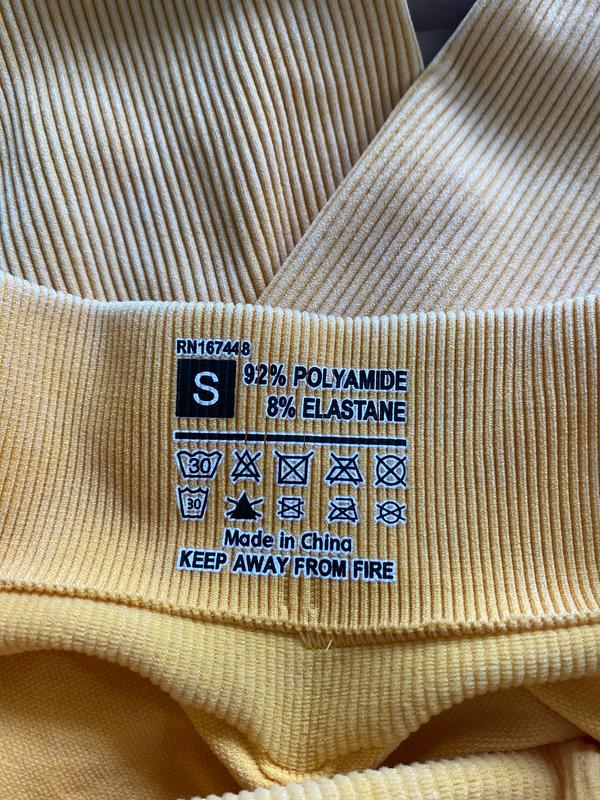 RN167448
S
92% POLYAMIDE
8% ELASTANE
30
30
Made in China
KEEP AWAY FROM FIRE